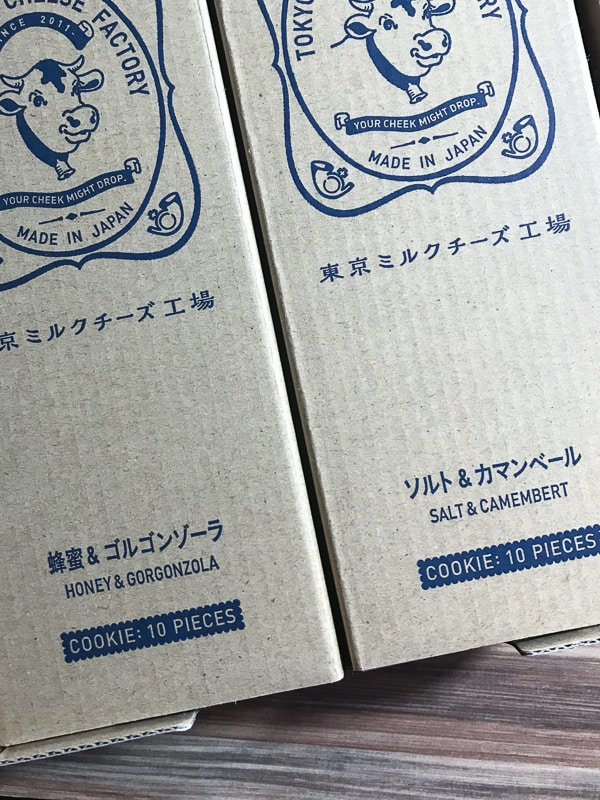 CHEESE FACTORY
SINCE 2011-
YOUR CHEEK MIGHT DROP.
MADE IN JAPAN
京ミルクチーズ工場
蜂蜜 & ゴルゴンゾーラ
HONEY & GORGONZOLA
COOKIE: 10 PIECES
TOKYO
FACTORY
YOUR CHEEK MIGHT DROP.
MADE IN JAPAN
東京ミルクチーズ工場
ソルト & カマンベール
SALT & CAMEMBERT
COOKIE: 10 PIECES